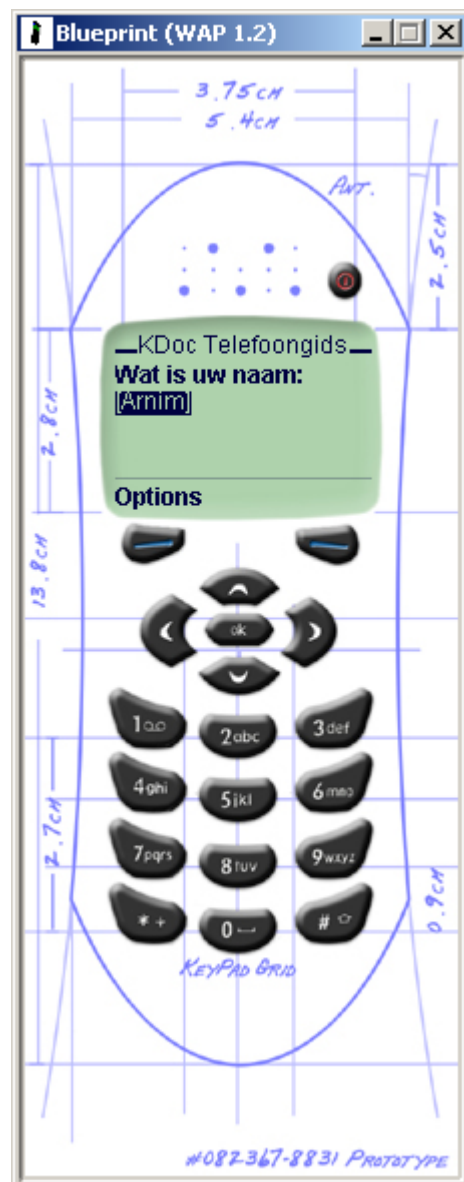 Blueprint (WAP 1.2)
3.75CM
5.4CM
ANT.
2.5CM
KDoc Telefoongids
Wat is uw naam:
[Arnim]
2.8CM
Options
13.8CM
ok
1
2abc
3def
4ghi
5jkl
6mno
2.7CM
7pqrs
8tuv
9wxyz
* +
0
#
0.9CM
KEYPAD GRID
#082367-8831 PROTOTYPE